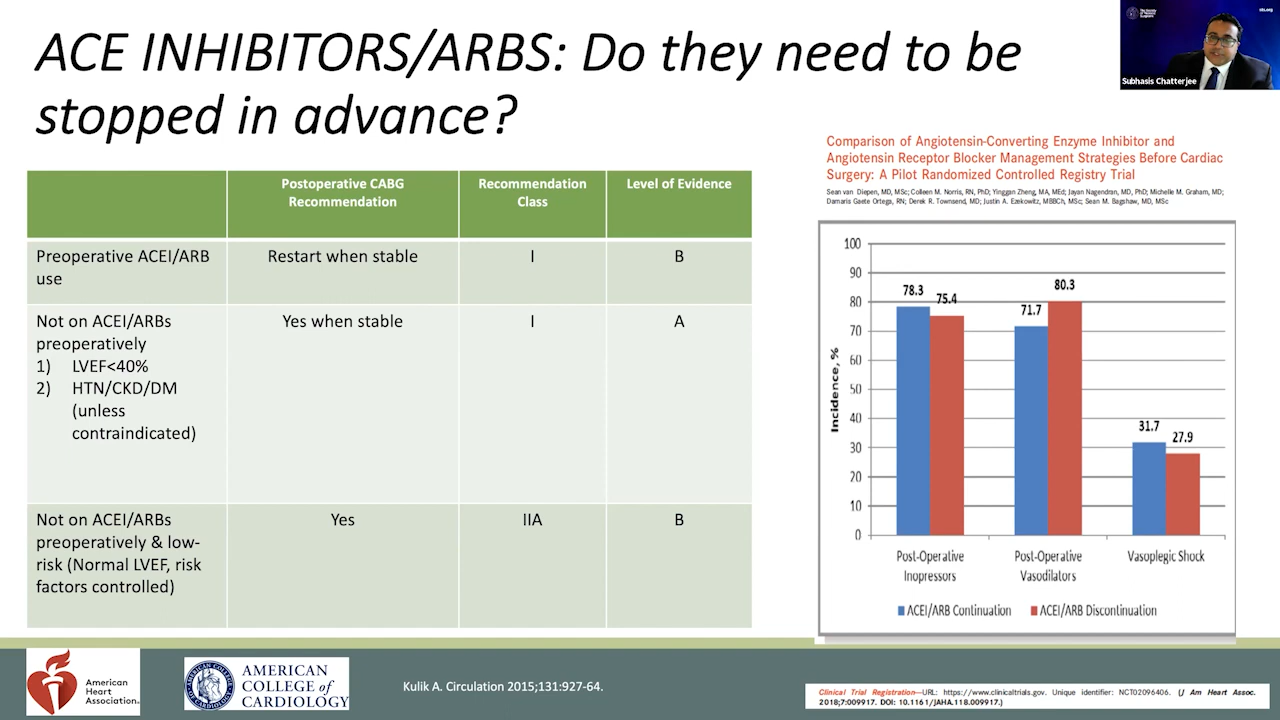 ACE INHIBITORS/ARBS: Do they need to be
stopped in advance?
The Society
of Thoracic
Surgeons
sts.org
Subhasis Chatterjee
Postoperative CABG
Recommendation
Recommendation
Class
Level of Evidence
Preoperative ACEI/ARB
use
Restart when stable
I
B
Not on ACEI/ARBs
preoperatively
1) LVEF<40%
2) HTN/CKD/DM
(unless
contraindicated)
Yes when stable
I
A
Not on ACEI/ARBs
preoperatively & low-
risk (Normal LVEF, risk
factors controlled)
Yes
IIA
B
Comparison of Angiotensin-Converting Enzyme Inhibitor and
Angiotensin Receptor Blocker Management Strategies Before Cardiac
Surgery: A Pilot Randomized Controlled Registry Trial
Sean van Diepen, MD, MSc; Colleen M. Norris, RN, PhD; Yinggan Zheng, MA, MEd; Jayan Nagendran, MD, PhD; Michelle M. Graham, MD;
Damaris Gaete Ortega, RN; Derek R. Townsend, MD; Justin A. Ezekowitz, MBBCh, MSc; Sean M. Bagshaw, MD, MSc
Incidence, %
100
90
80
70
60
50
40
30
20
10
0
78.3
75.4
71.7
80.3
31.7
27.9
Post-Operative
Inopressors
Post-Operative
Vasodilators
Vasoplegic Shock
ACEI/ARB Continuation
ACEI/ARB Discontinuation
American
Heart
Association.
AMERICAN
COLLEGE of
CARDIOLOGY
Kulik A. Circulation 2015;131:927-64.
Clinical Trial Registration—URL: https://www.clinicaltrials.gov. Unique identifier: NCT02096406. (J Am Heart Assoc.
2018;7:009917. DOI: 10.1161/JAHA.118.009917.)